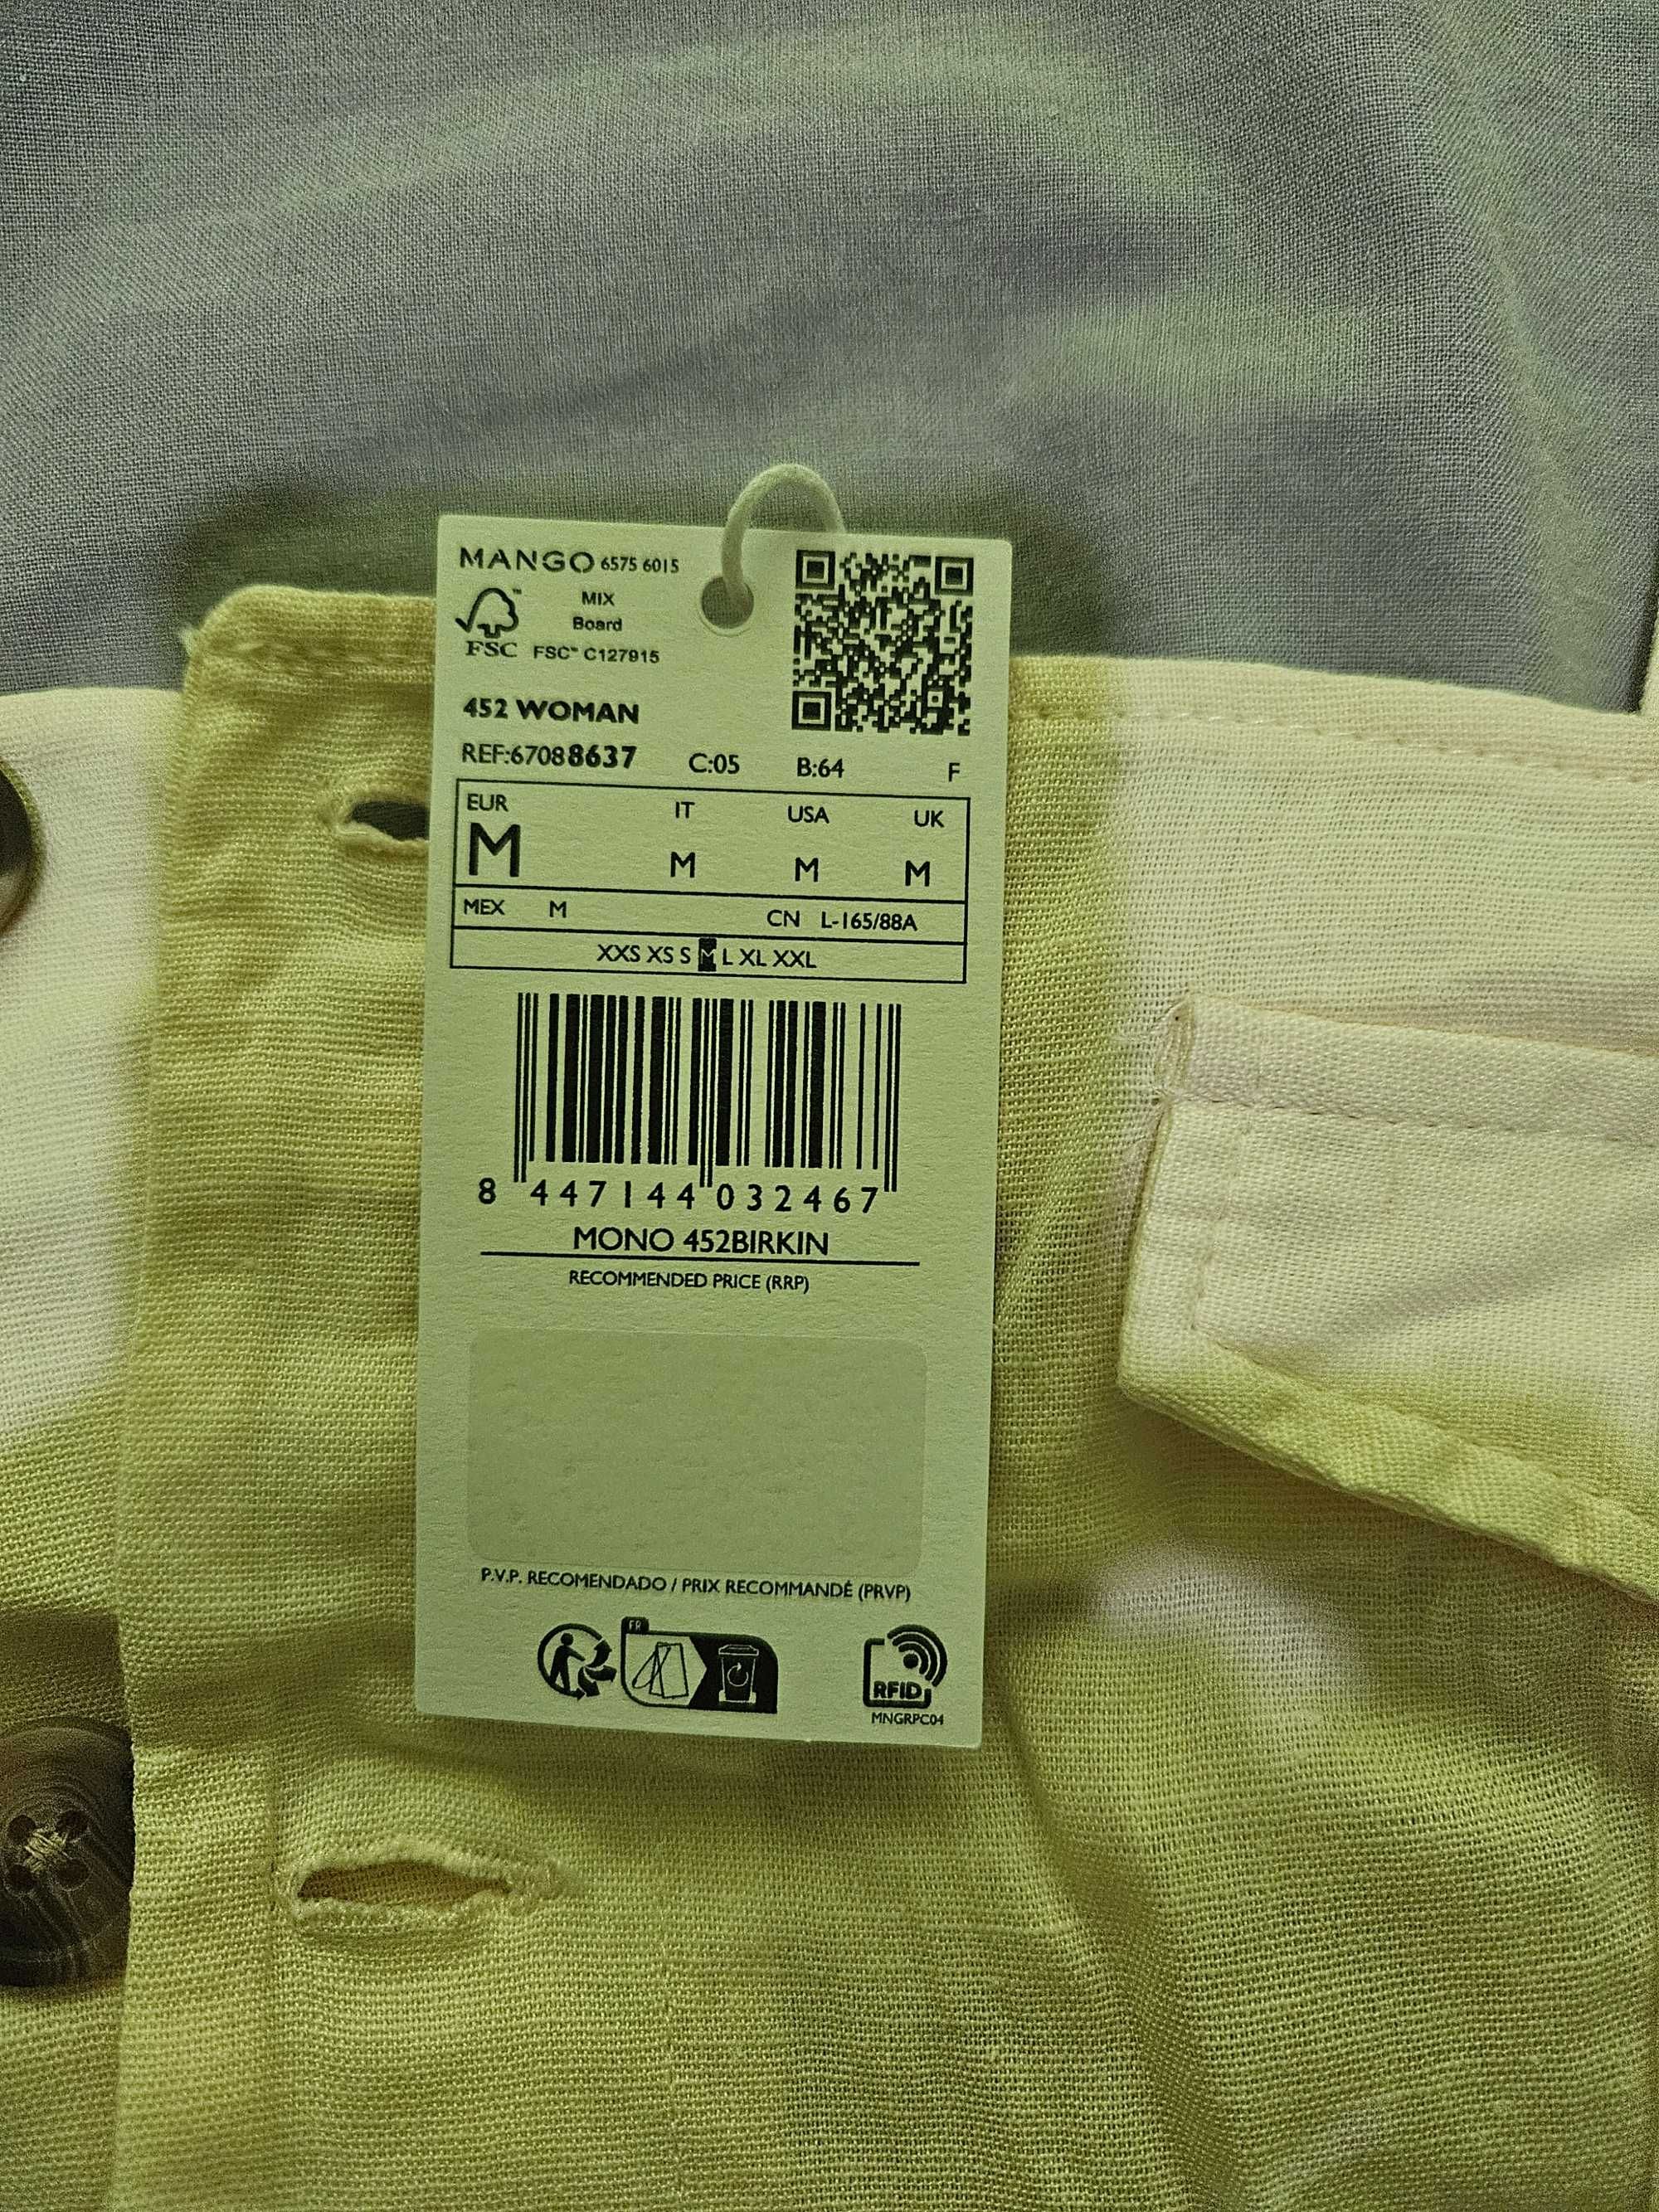 MANGO 6575 6015
MIX
Board
FSC FSC™ C127915
452 WOMAN
REF:67088637 C:05 B:64 F
EUR IT USA UK
M M M M
MEX M CN L-165/88A
XXS XS S M L XL XXL
8 447144 032467
MONO 452BIRKIN
RECOMMENDED PRICE (RRP)
P.V.P. RECOMENDADO / PRIX RECOMMANDÉ (PRVP)
FR
RFID
MNGRPC04